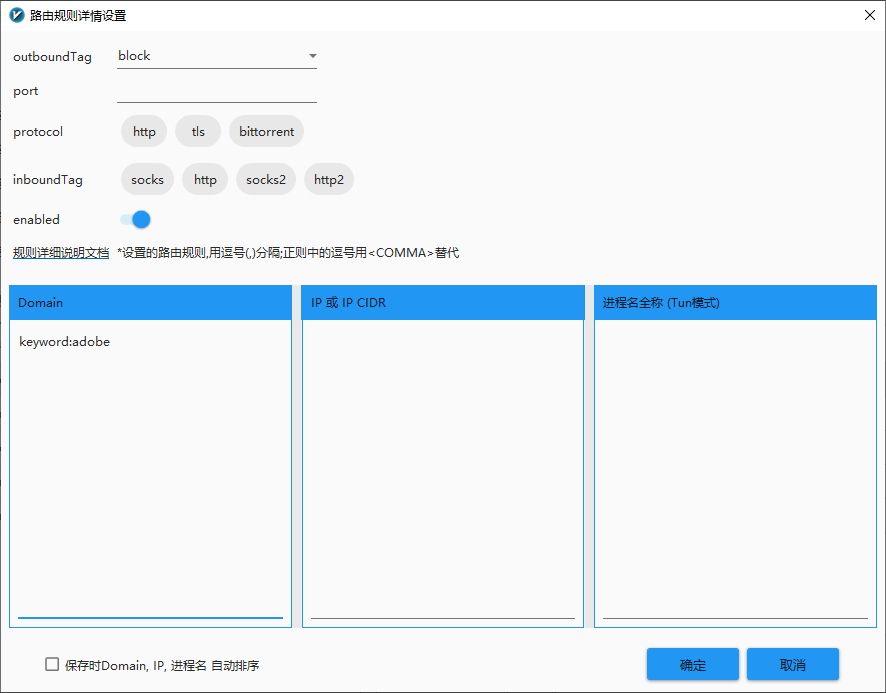 路由规则详情设置
outboundTag block
port
protocol http tls bittorrent
inboundTag socks http socks2 http2
enabled
规则详细说明文档 *设置的路由规则,用逗号(,)分隔;正则中的逗号用<COMMA>替代
Domain IP 或 IP CIDR 进程名全称 (Tun模式)
keyword:adobe
保存时Domain, IP, 进程名 自动排序 确定 取消